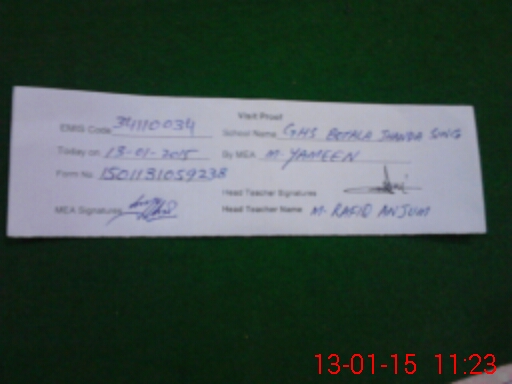 Visit Proof
EMIS Code 34110034 School Name GHS BOTALA JHANDA SING
Today on 13-01-2015 By MEA M. YAMEEN
Form No 1501131059238
Head Teacher Signatures
MEA Signatures Head Teacher Name M. RAFID ANJUM
13-01-15 11:23